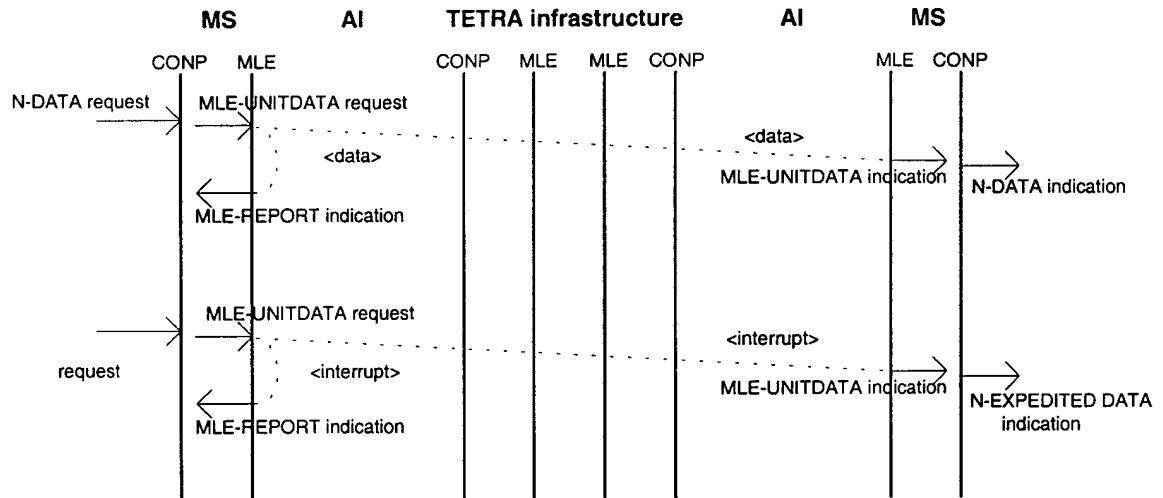 MS AI TETRA infrastructure AI MS
CONP MLE CONP MLE MLE CONP MLE CONP
N-DATA request MLE-UNITDATA request
<data> <data>
MLE-UNITDATA indication N-DATA indication
MLE-REPORT indication
MLE-UNITDATA request
<interrupt>
request <interrupt>
MLE-UNITDATA indication
N-EXPEDITED DATA
indication
MLE-REPORT indication